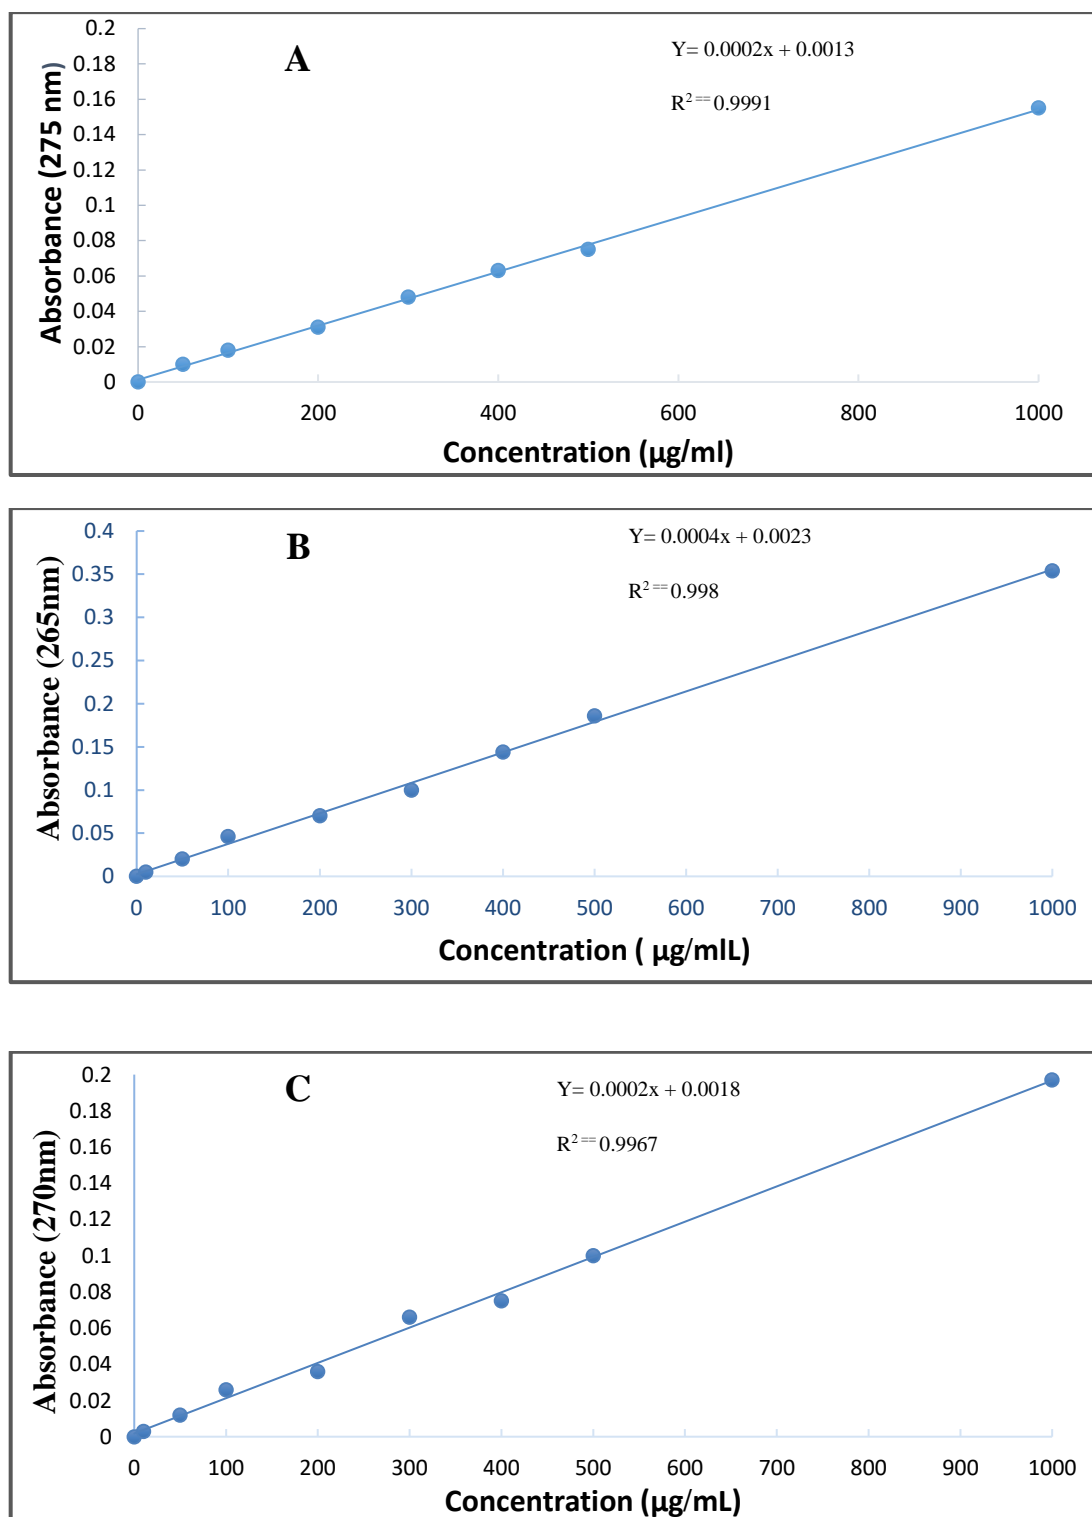 A
Y= 0.0002x + 0.0013
R² ⁼⁼ 0.9991
Absorbance (275 nm)
0.2
0.18
0.16
0.14
0.12
0.1
0.08
0.06
0.04
0.02
0
0 200 400 600 800 1000
Concentration (µg/ml)
B
Y= 0.0004x + 0.0023
R² ⁼⁼ 0.998
Absorbance (265nm)
0.4
0.35
0.3
0.25
0.2
0.15
0.1
0.05
0
0 100 200 300 400 500 600 700 800 900 1000
Concentration ( µg/mlL)
C
Y= 0.0002x + 0.0018
R² ⁼⁼ 0.9967
Absorbance (270nm)
0.2
0.18
0.16
0.14
0.12
0.1
0.08
0.06
0.04
0.02
0
0 100 200 300 400 500 600 700 800 900 1000
Concentration (µg/mL)